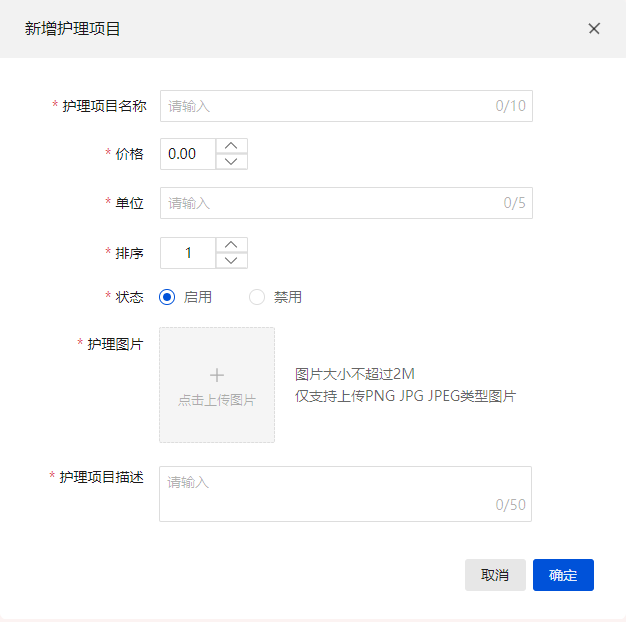 新增护理项目
* 护理项目名称 请输入 0/10
* 价格 0.00
* 单位 请输入 0/5
* 排序 1
* 状态 启用 禁用
* 护理图片
点击上传图片
图片大小不超过2M
仅支持上传PNG JPG JPEG类型图片
* 护理项目描述 请输入
0/50
取消 确定